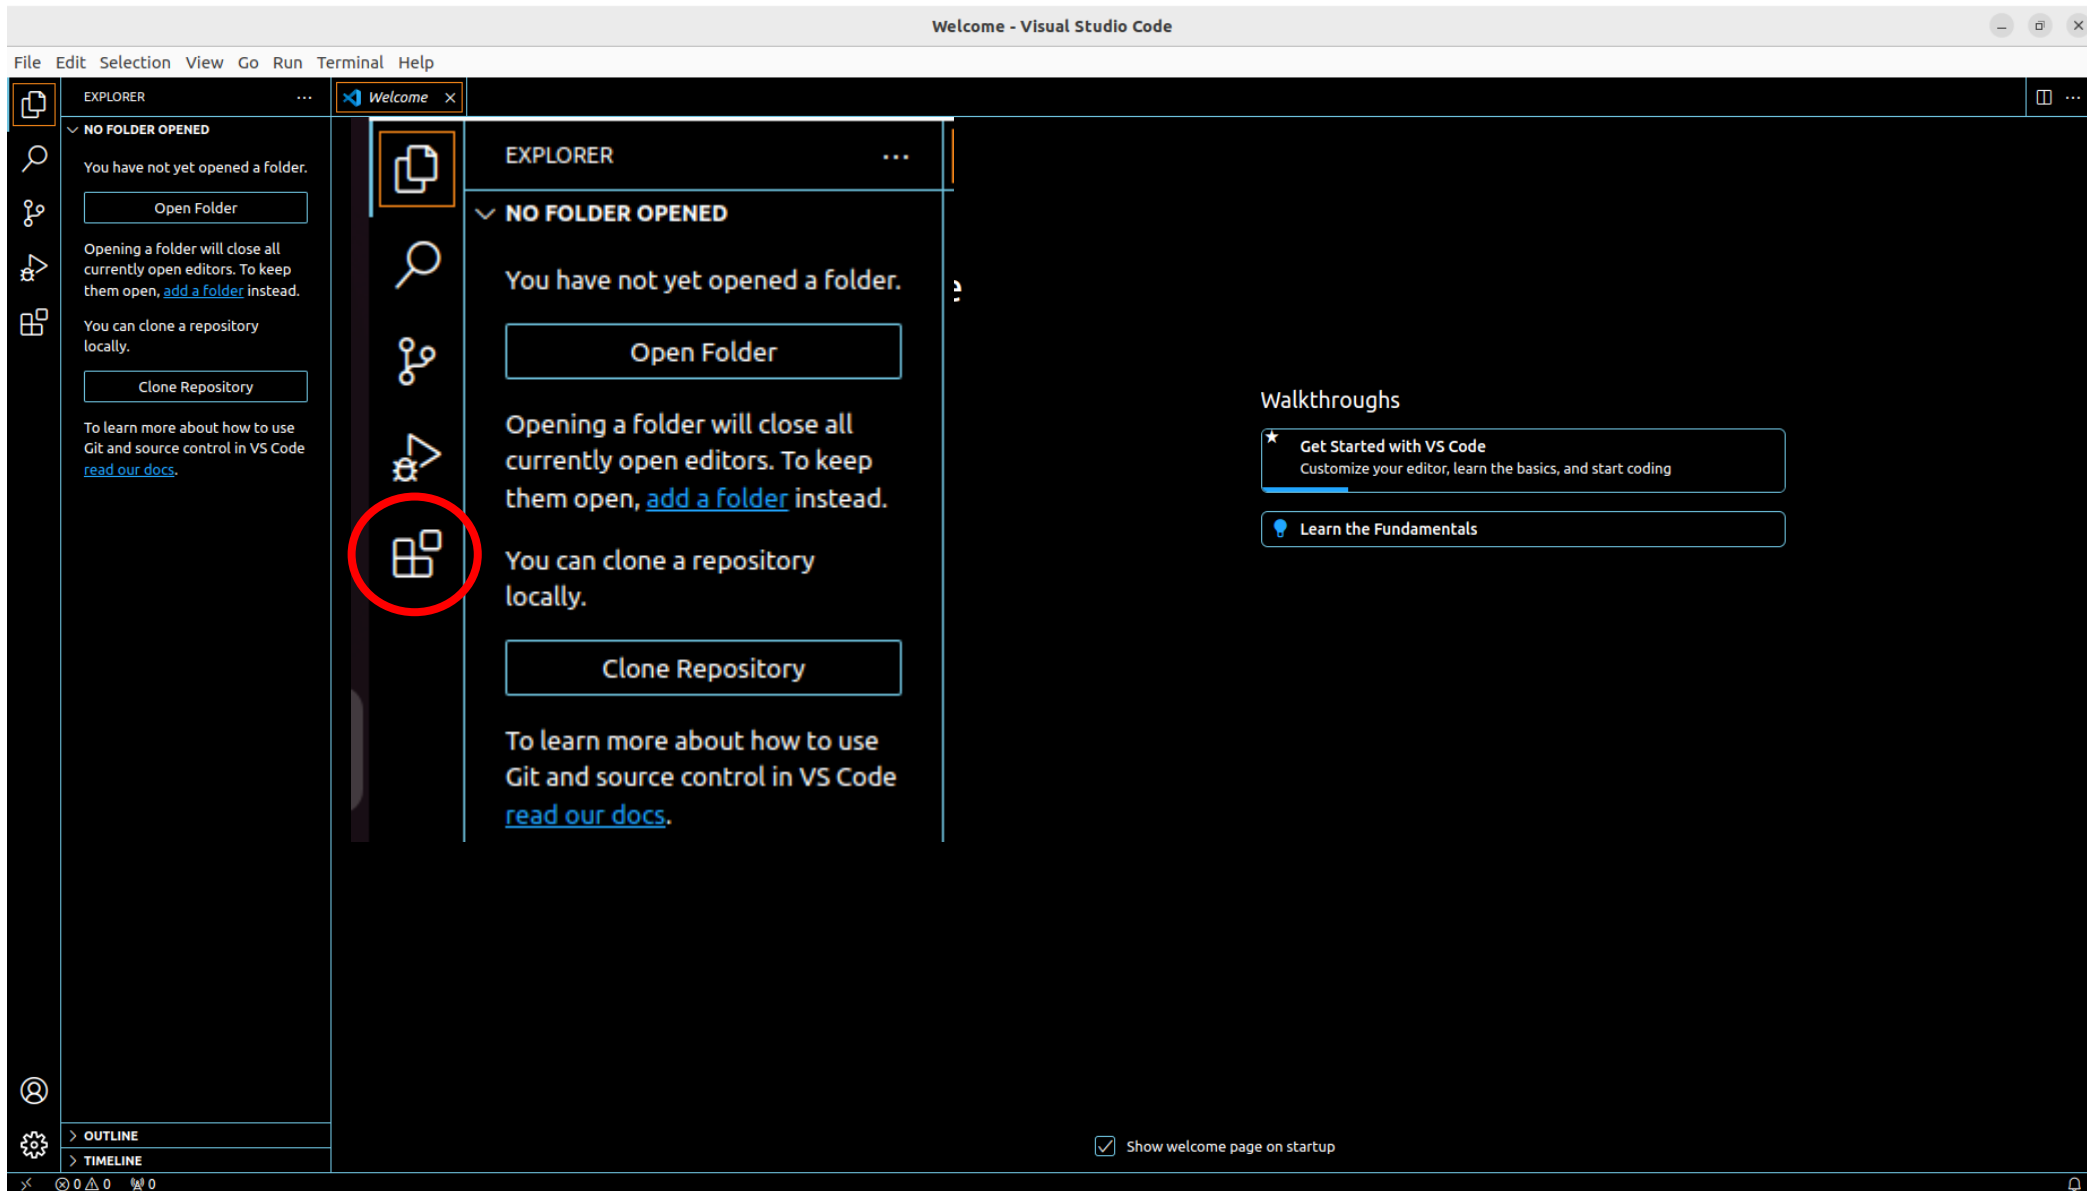 Welcome - Visual Studio Code
File Edit Selection View Go Run Terminal Help
EXPLORER
Welcome
NO FOLDER OPENED
You have not yet opened a folder.
Open Folder
Opening a folder will close all
currently open editors. To keep
them open, add a folder instead.
You can clone a repository
locally.
Clone Repository
To learn more about how to use
Git and source control in VS Code
read our docs.
OUTLINE
TIMELINE
EXPLORER
NO FOLDER OPENED
You have not yet opened a folder.
Open Folder
Opening a folder will close all
currently open editors. To keep
them open, add a folder instead.
You can clone a repository
locally.
Clone Repository
To learn more about how to use
Git and source control in VS Code
read our docs.
Walkthroughs
Get Started with VS Code
Customize your editor, learn the basics, and start coding
Learn the Fundamentals
Show welcome page on startup
0 0 0